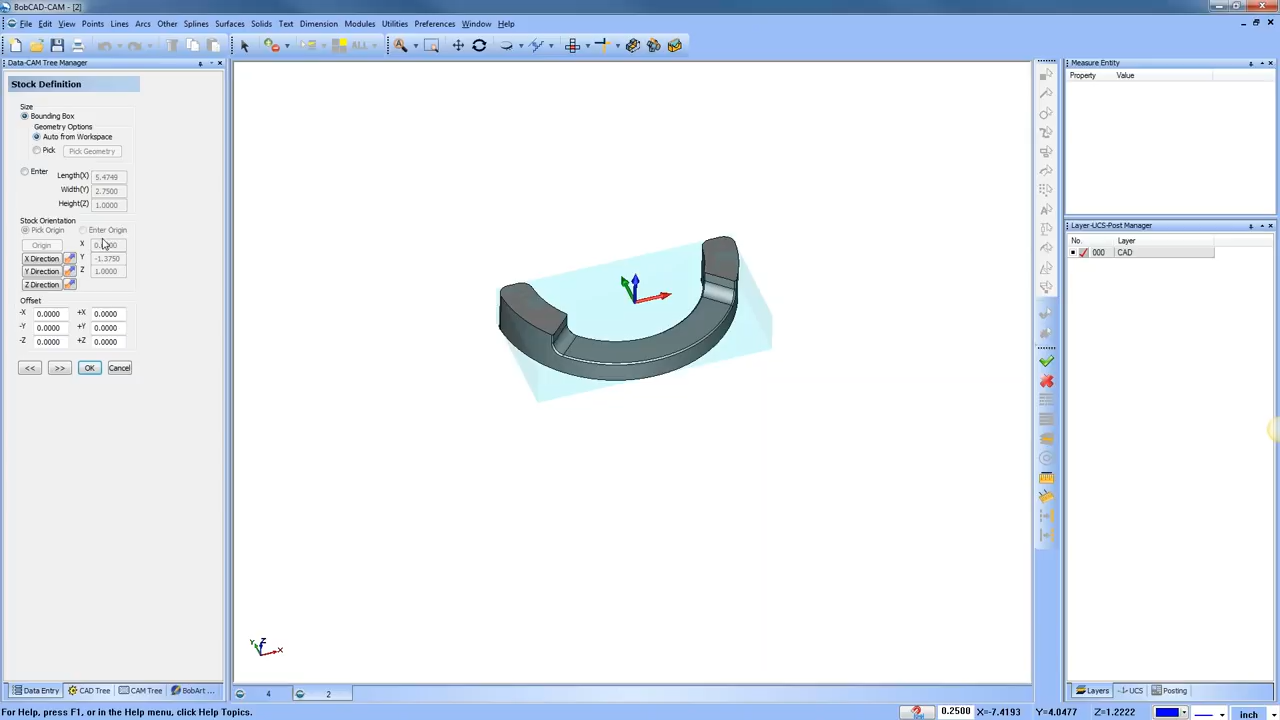 BobCAD-CAM - [2]
File Edit View Points Lines Arcs Other Splines Surfaces Solids Text Dimension Modules Utilities Preferences Window Help
ALL
Data-CAM Tree Manager
Stock Definition
Size
Bounding Box
Geometry Options
Auto from Workspace
Pick Pick Geometry
Enter
Length(X) 5.4749
Width(Y) 2.7500
Height(Z) 1.0000
Stock Orientation
Pick Origin Enter Origin
Origin X
X Direction Y -1.3750
Y Direction Z 1.0000
Z Direction
Offset
-X 0.0000 +X 0.0000
-Y 0.0000 +Y 0.0000
-Z 0.0000 +Z 0.0000
<< >> OK Cancel
Data Entry CAD Tree CAM Tree BobArt ...
Y Z X
4 2
Measure Entity
Property Value
Layer-UCS-Post Manager
No. Layer
000 CAD
Layers UCS Posting
For Help, press F1, or in the Help menu, click Help Topics.
0.2500 X=-7.4193 Y=4.0477 Z=1.2222 inch